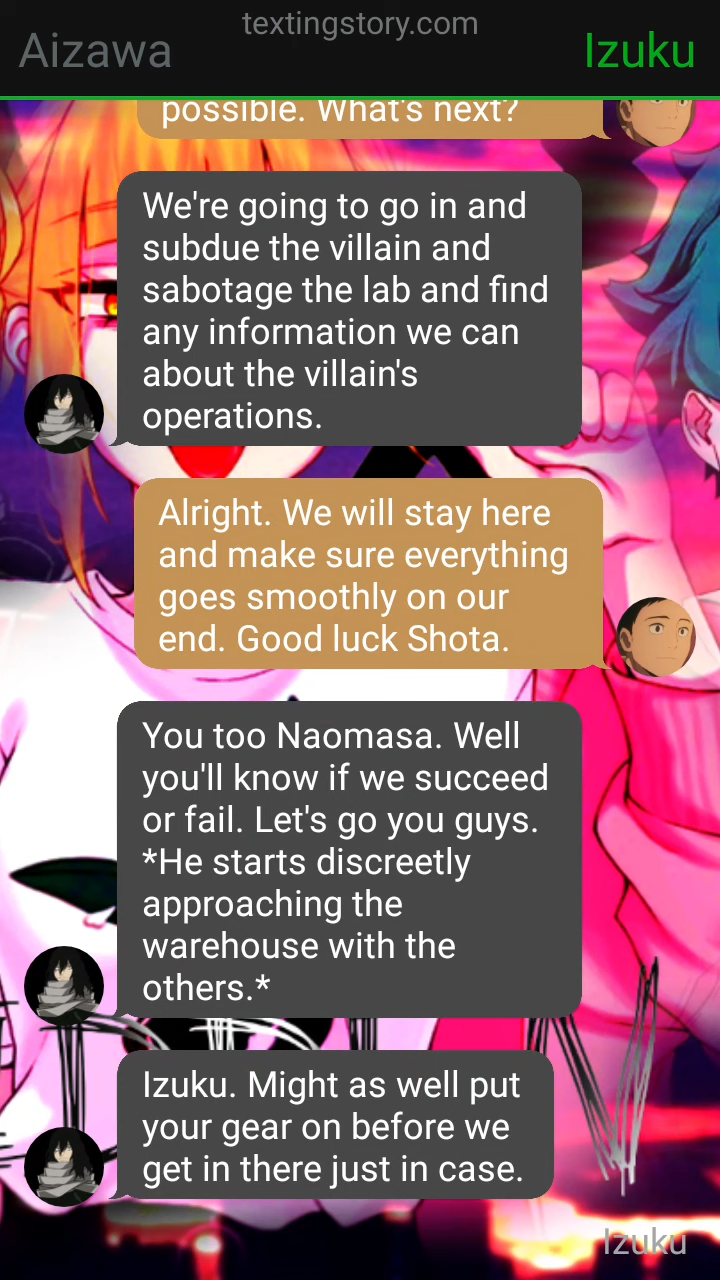 textingstory.com
Aizawa
Izuku
possible. What's next?
We're going to go in and
subdue the villain and
sabotage the lab and find
any information we can
about the villain's
operations.
Alright. We will stay here
and make sure everything
goes smoothly on our
end. Good luck Shota.
You too Naomasa. Well
you'll know if we succeed
or fail. Let's go you guys.
*He starts discreetly
approaching the
warehouse with the
others.*
Izuku. Might as well put
your gear on before we
get in there just in case.
Izuku